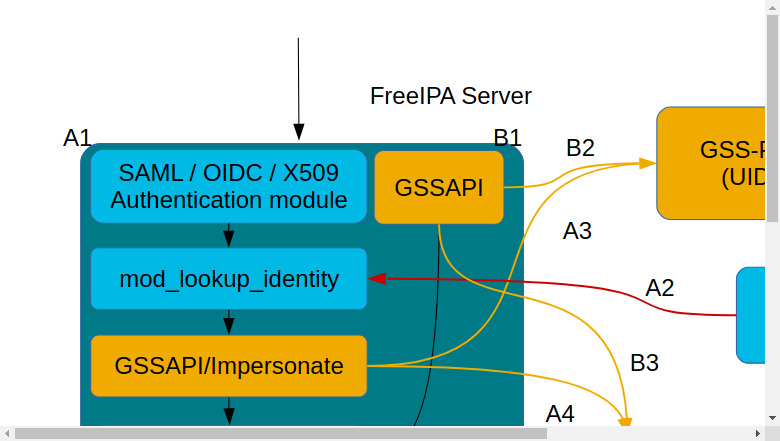 FreeIPA Server
A1
B1
SAML / OIDC / X509
Authentication module
GSSAPI
B2
GSS-
(UID
A3
mod_lookup_identity
A2
GSSAPI/Impersonate
B3
A4